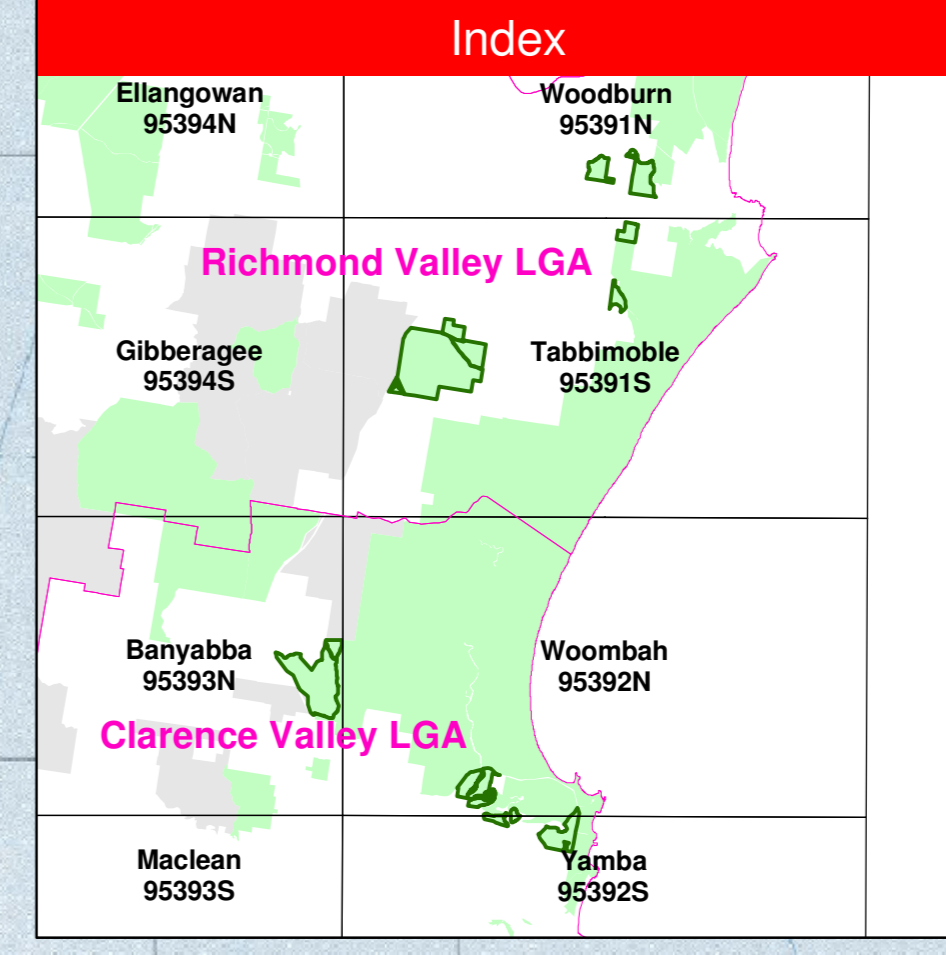 Index
Ellangowan
95394N
Woodburn
95391N
Richmond Valley LGA
Gibberagee
95394S
Tabbimoble
95391S
Banyabba
95393N
Woombah
95392N
Clarence Valley LGA
Maclean
95393S
Yamba
95392S